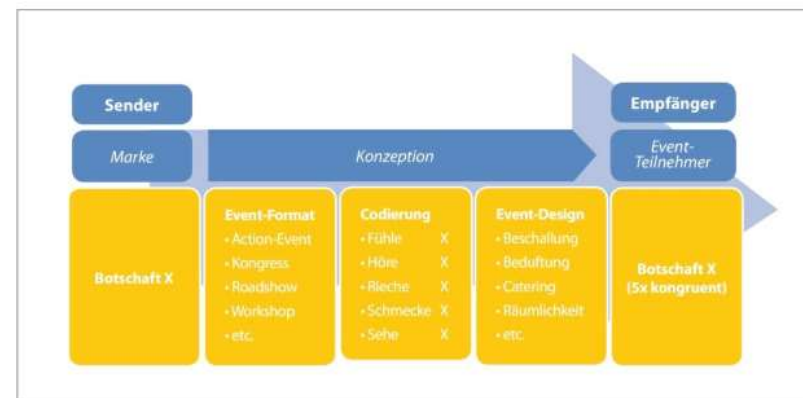 Sender
Empfänger
Marke
Konzeption
Event-
Teilnehmer
Botschaft X
Event-Format
• Action-Event
• Kongress
• Roadshow
• Workshop
• etc.
Codierung
• Fühle X
• Höre X
• Rieche X
• Schmecke X
• Sehe X
Event-Design
• Beschallung
• Beduftung
• Catering
• Räumlichkeit
• etc.
Botschaft X
(5x kongruent)